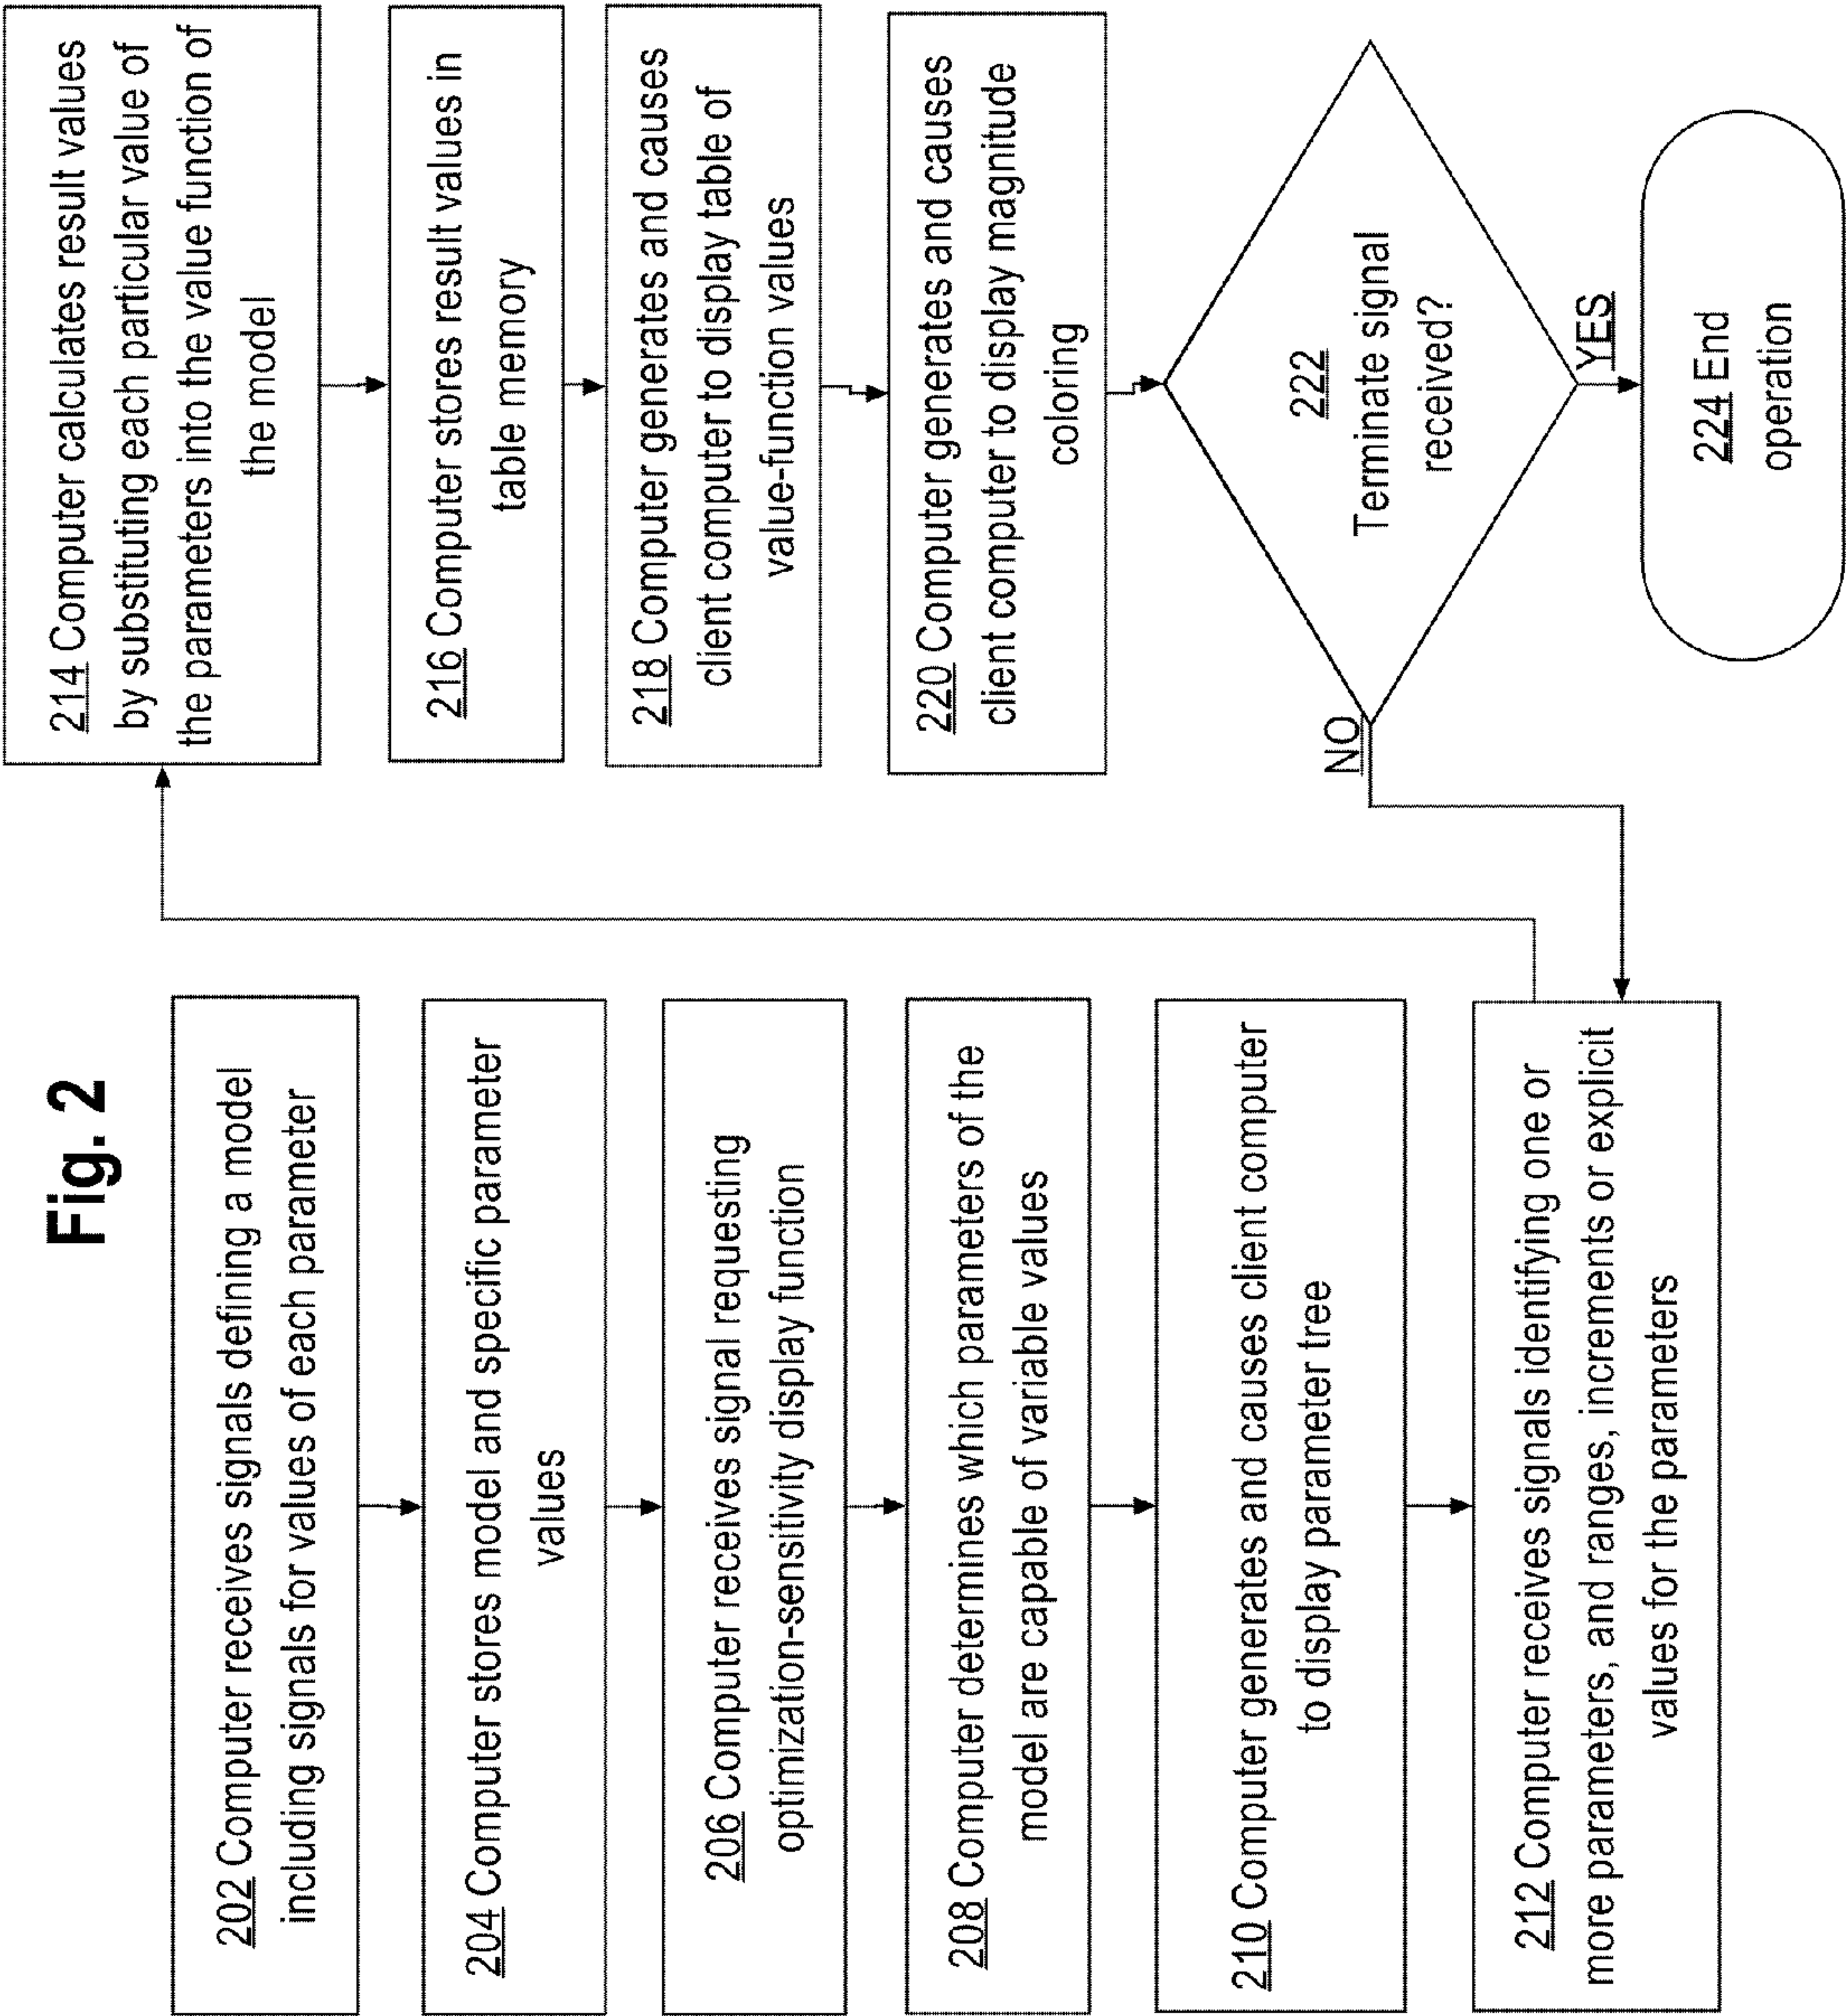 Fig. 2
202 Computer receives signals defining a model
including signals for values of each parameter
204 Computer stores model and specific parameter
values
206 Computer receives signal requesting
optimization-sensitivity display function
208 Computer determines which parameters of the
model are capable of variable values
210 Computer generates and causes client computer
to display parameter tree
212 Computer receives signals identifying one or
more parameters, and ranges, increments or explicit
values for the parameters
214 Computer calculates result values
by substituting each particular value of
the parameters into the value function of
the model
216 Computer stores result values in
table memory
218 Computer generates and causes
client computer to display table of
value-function values
220 Computer generates and causes
client computer to display magnitude
coloring
222
Terminate signal
received?
NO
YES
224 End
operation